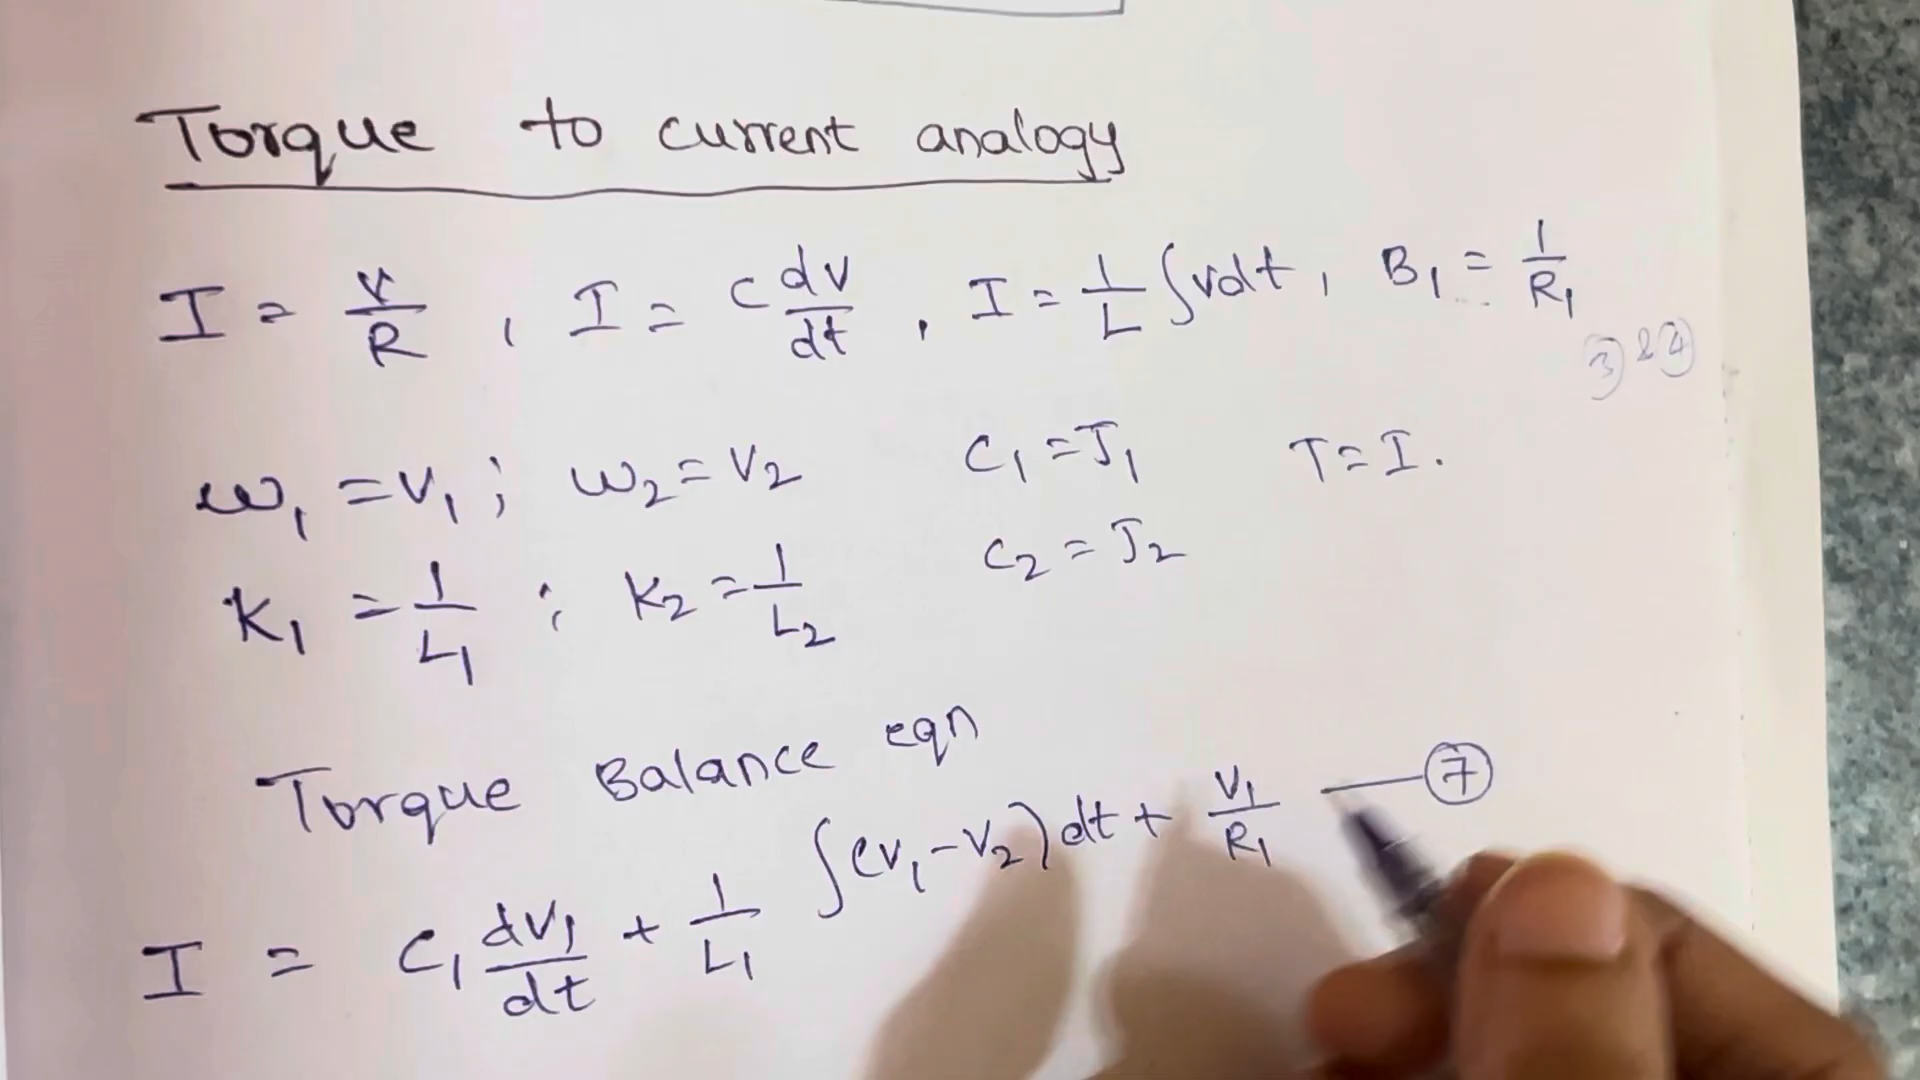 Torque to current analogy
I = V/R , I = C dV/dt , I = 1/L ∫vdt , B₁ = 1/R₁
③ & ④
ω₁ = V₁ ; ω₂ = V₂ C₁ = J₁ T = I .
K₁ = 1/L₁ ; K₂ = 1/L₂ C₂ = J₂
Torque Balance eqn
I = C₁ dV₁/dt + 1/L₁ ∫(V₁-V₂) dt + V₁/R₁ — ⑦